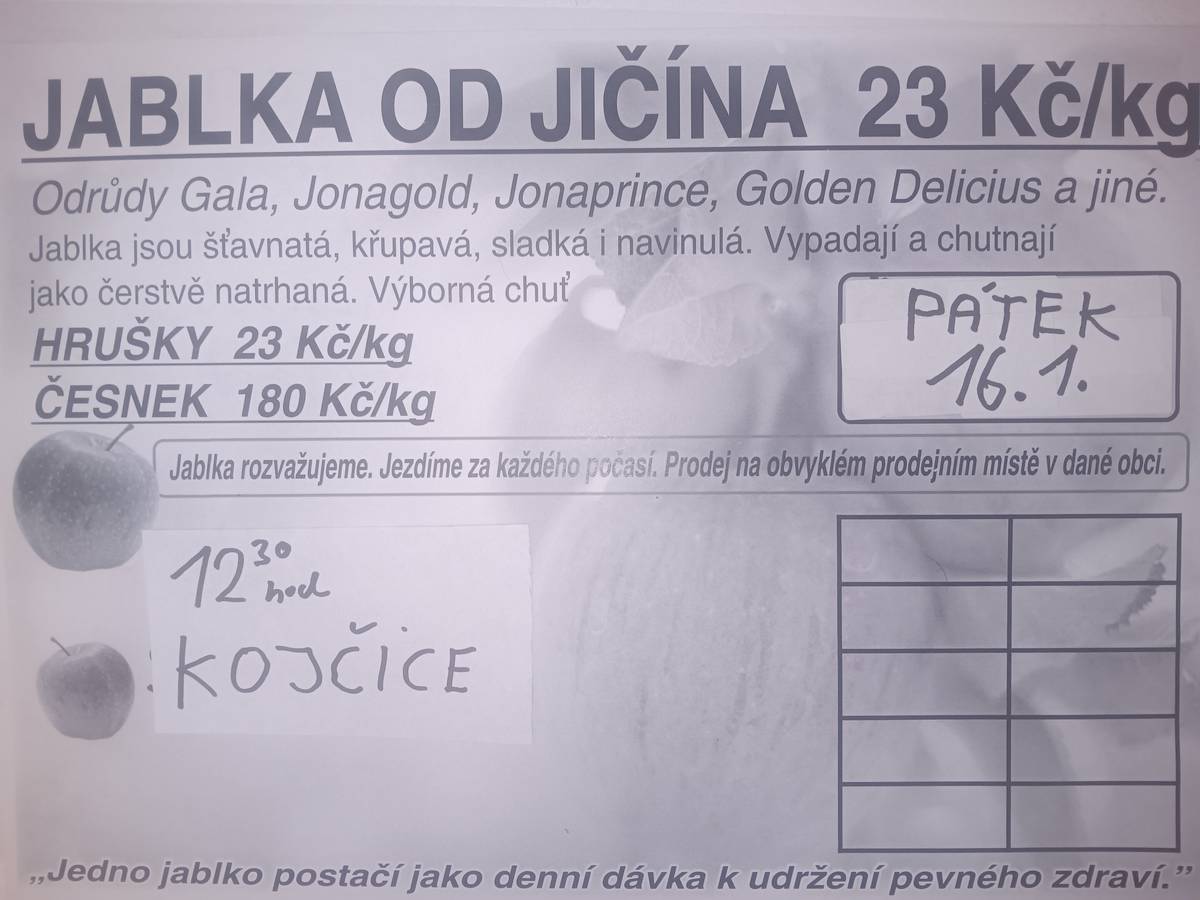 JABLKA OD JIČÍNA 23 Kč/kg
Odrůdy Gala, Jonagold, Jonaprince, Golden Delicius a jiné.
Jablka jsou šťavnatá, křupavá, sladká i navinulá. Vypadají a chutnají
jako čerstvě natrhaná. Výborná chuť
HRUŠKY 23 Kč/kg
ČESNEK 180 Kč/kg
PÁTEK
16.1.
Jablka rozvažujeme. Jezdíme za každého počasí. Prodej na obvyklém prodejním místě v dané obci.
12 30 hod
KOJČICE
„Jedno jablko postačí jako denní dávka k udržení pevného zdraví.”